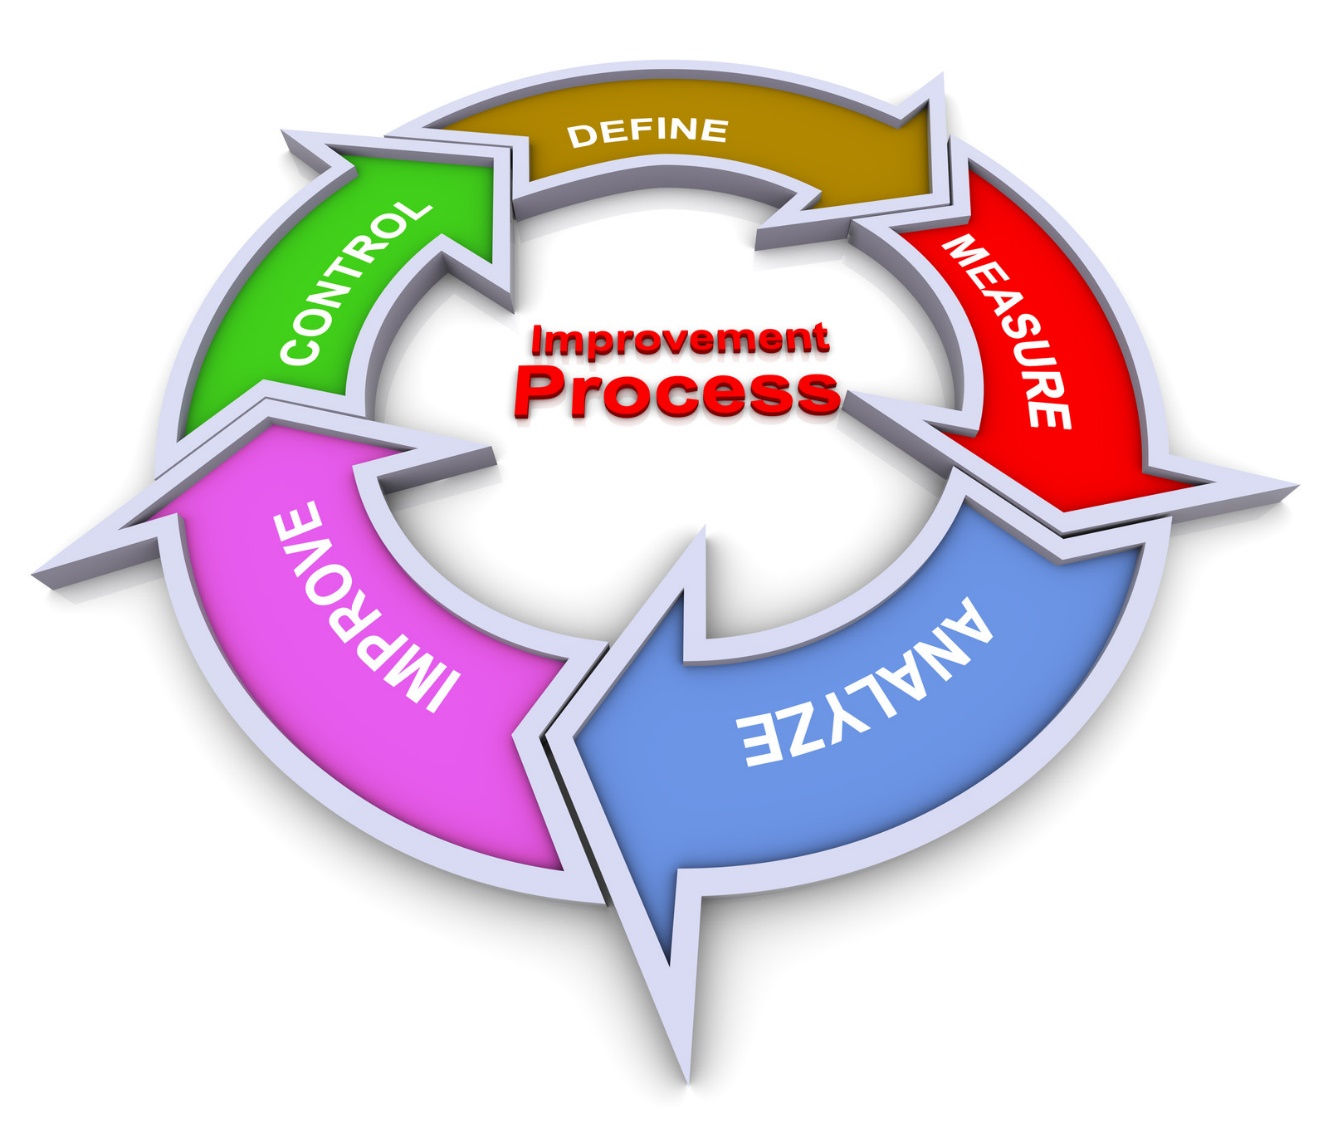 Improvement
Process
DEFINE
MEASURE
ANALYZE
IMPROVE
CONTROL